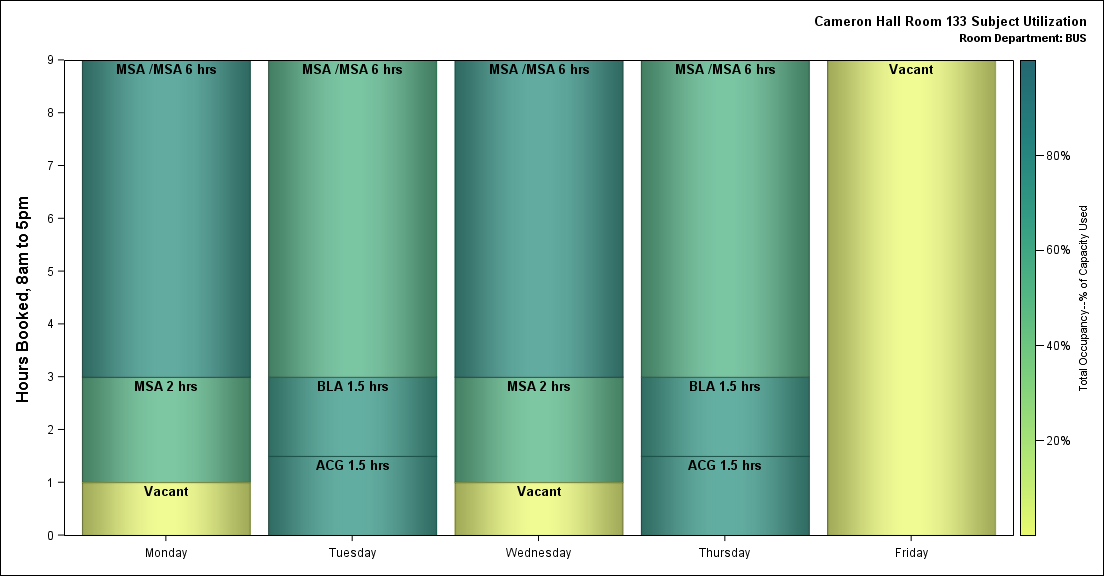 Cameron Hall Room 133 Subject Utilization
Room Department: BUS
Hours Booked, 8am to 5pm
9
8
7
6
5
4
3
2
1
0
MSA /MSA 6 hrs
MSA 2 hrs
Vacant
MSA /MSA 6 hrs
BLA 1.5 hrs
ACG 1.5 hrs
MSA /MSA 6 hrs
MSA 2 hrs
Vacant
MSA /MSA 6 hrs
BLA 1.5 hrs
ACG 1.5 hrs
Vacant
Monday
Tuesday
Wednesday
Thursday
Friday
80%
60%
40%
20%
Total Occupancy--% of Capacity Used